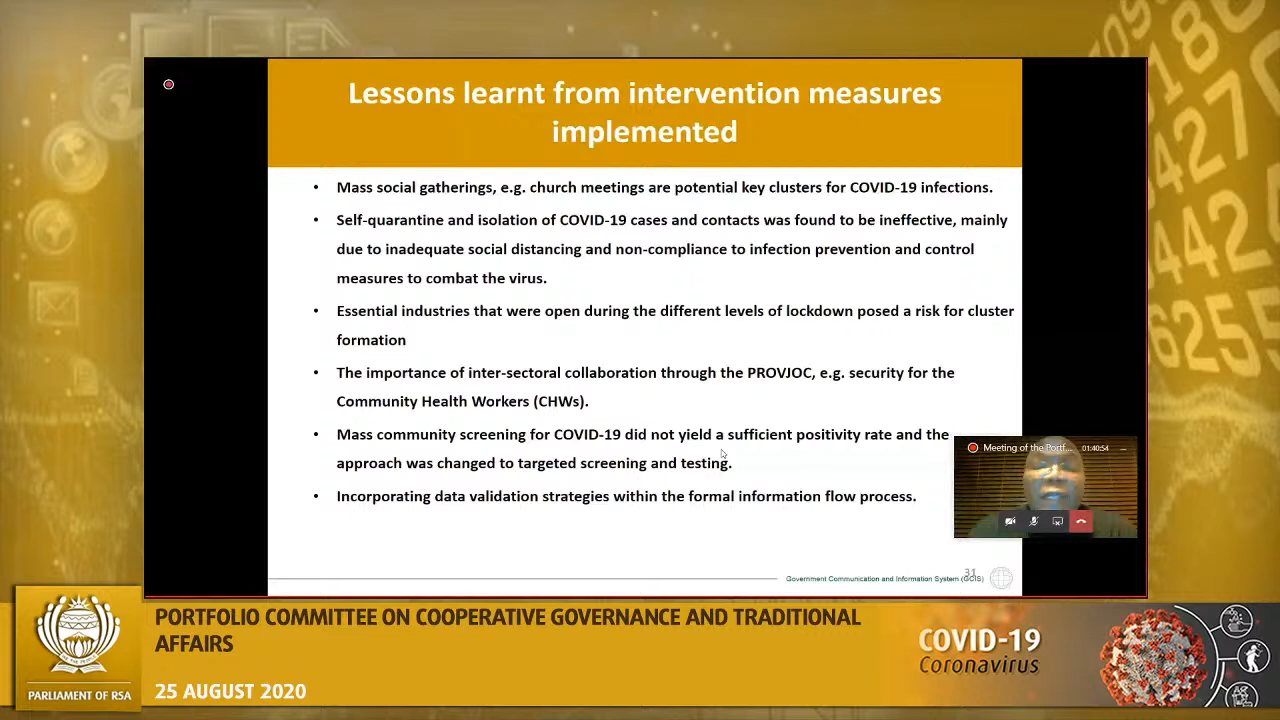 Lessons learnt from intervention measures
implemented
• Mass social gatherings, e.g. church meetings are potential key clusters for COVID-19 infections.
• Self-quarantine and isolation of COVID-19 cases and contacts was found to be ineffective, mainly
due to inadequate social distancing and non-compliance to infection prevention and control
measures to combat the virus.
• Essential industries that were open during the different levels of lockdown posed a risk for cluster
formation
• The importance of inter-sectoral collaboration through the PROVJOC, e.g. security for the
Community Health Workers (CHWs).
• Mass community screening for COVID-19 did not yield a sufficient positivity rate and the
approach was changed to targeted screening and testing.
• Incorporating data validation strategies within the formal information flow process.
Meeting of the Portf... 01:40:54
31
Government Communication and Information System (GCIS)
PORTFOLIO COMMITTEE ON COOPERATIVE GOVERNANCE AND TRADITIONAL
AFFAIRS
25 AUGUST 2020
PARLIAMENT OF RSA
COVID-19
Coronavirus